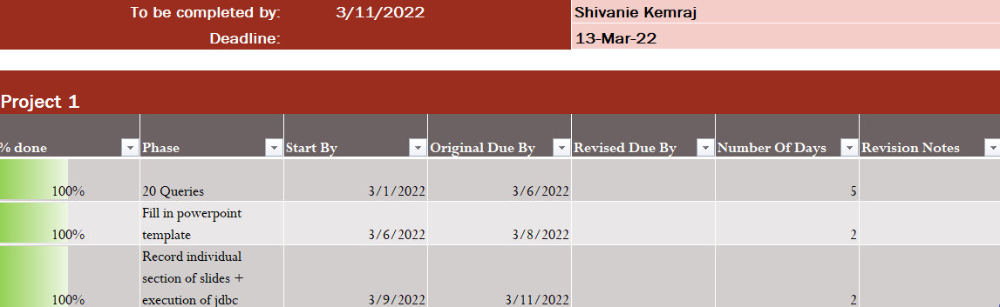 To be completed by: 3/11/2022 Shivanie Kemraj
Deadline: 13-Mar-22
Project 1
% done Phase Start By Original Due By Revised Due By Number Of Days Revision Notes
100% 20 Queries 3/1/2022 3/6/2022 5
Fill in powerpoint
100% template 3/6/2022 3/8/2022 2
Record individual
section of slides +
100% execution of jdbc 3/9/2022 3/11/2022 2